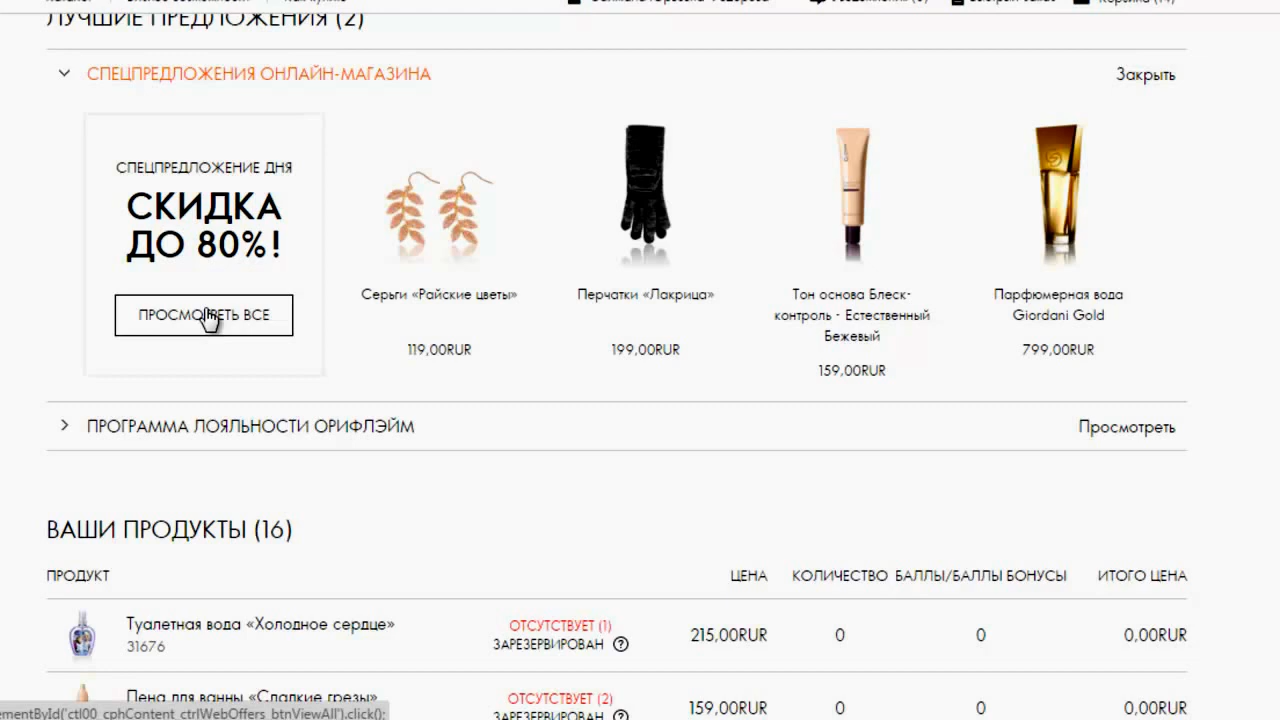 ЛУЧШИЕ ПРЕДЛОЖЕНИЯ (2)
СПЕЦПРЕДЛОЖЕНИЯ ОНЛАЙН-МАГАЗИНА
Закрыть
СПЕЦПРЕДЛОЖЕНИЕ ДНЯ
СКИДКА
ДО 80%!
ПРОСМОТРЕТЬ ВСЕ
Серьги «Райские цветы»
119,00RUR
Перчатки «Лакрица»
199,00RUR
Тон основа Блеск-
контроль - Естественный
Бежевый
159,00RUR
Парфюмерная вода
Giordani Gold
799,00RUR
ПРОГРАММА ЛОЯЛЬНОСТИ ОРИФЛЭЙМ
Просмотреть
ВАШИ ПРОДУКТЫ (16)
ПРОДУКТ ЦЕНА КОЛИЧЕСТВО БАЛЛЫ/БАЛЛЫ БОНУСЫ ИТОГО ЦЕНА
Туалетная вода «Холодное сердце»
31676
ОТСУТСТВУЕТ (1)
ЗАРЕЗЕРВИРОВАН ?
215,00RUR 0 0 0,00RUR
Пена для ванны «Сладкие грезы»
ОТСУТСТВУЕТ (2)
ЗАРЕЗЕРВИРОВАН ?
159,00RUR 0 0 0,00RUR
ementById('ctl00_cphContent_ctrlWebOffers_btnViewAll').click();